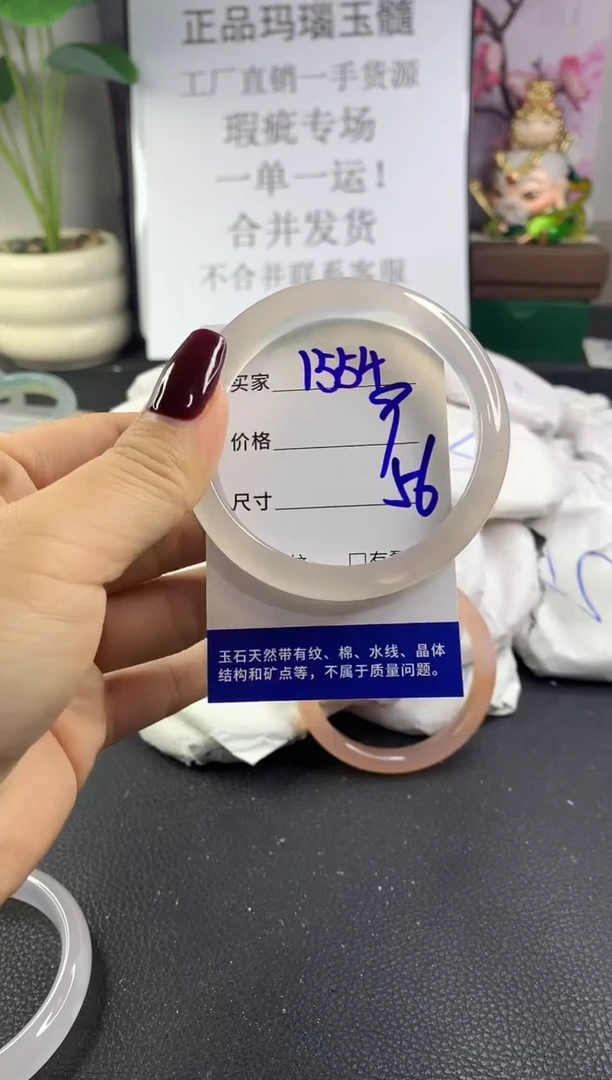 正品玛瑙玉髓
工厂直销一手货源
瑕疵专场
一单一运！
合并发货
不合并联系客服
买家 1554
价格
尺寸 56
玉石天然带有纹、棉、水线、晶体
结构和矿点等，不属于质量问题。